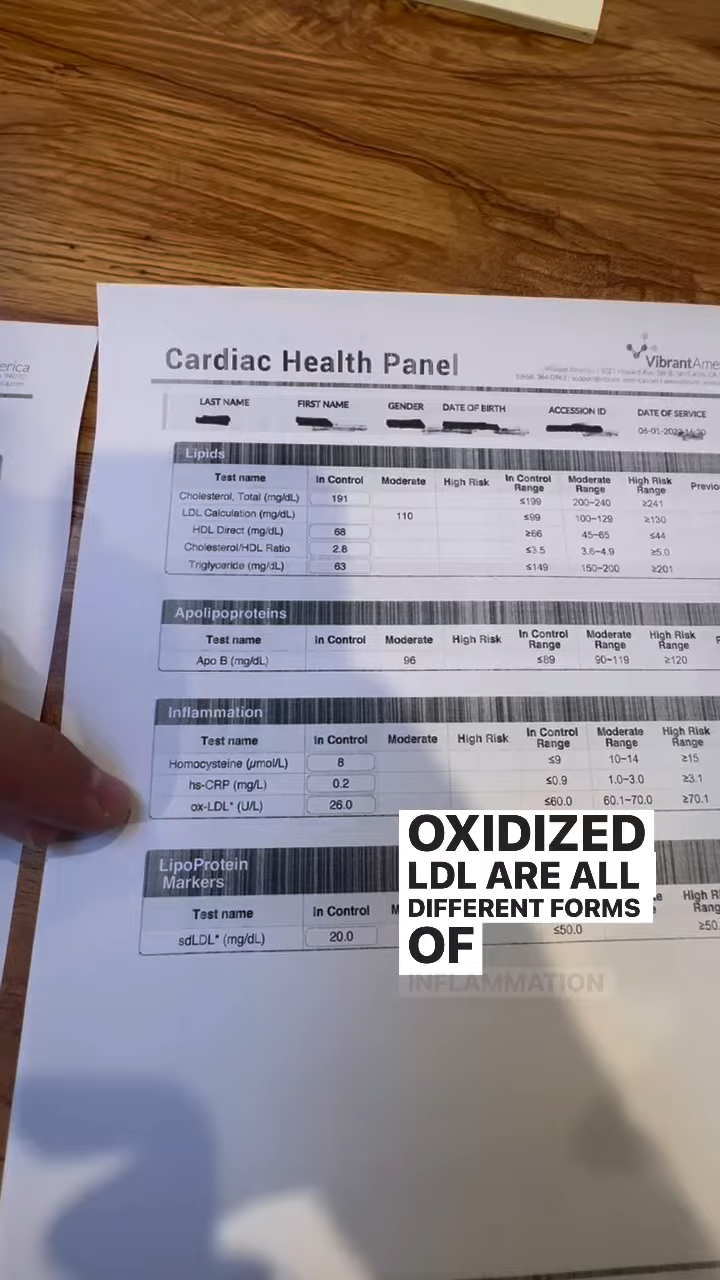 erica
Cardiac Health Panel
VibrantAme
LAST NAME FIRST NAME GENDER DATE OF BIRTH ACCESSION ID DATE OF SERVICE
Lipids
Test name In Control Moderate High Risk In Control Range Moderate Range High Risk Range Previo
Cholesterol, Total (mg/dL) 191 ≤199 200~240 ≥241
LDL Calculation (mg/dL) 110 ≤99 100~129 ≥130
HDL Direct (mg/dL) 68 ≥66 45~65 ≤44
Cholesterol/HDL Ratio 2.8 ≤3.5 3.6~4.9 ≥5.0
Triglyceride (mg/dL) 63 ≤149 150~200 ≥201
Apolipoproteins
Test name In Control Moderate High Risk In Control Range Moderate Range High Risk Range
Apo B (mg/dL) 96 ≤89 90~119 ≥120
Inflammation
Test name In Control Moderate High Risk In Control Range Moderate Range High Risk Range
Homocysteine (µmol/L) 8 ≤9 10~14 ≥15
hs-CRP (mg/L) 0.2 ≤0.9 1.0~3.0 ≥3.1
ox-LDL* (U/L) 26.0 ≤60.0 60.1~70.0 ≥70.1
OXIDIZED
LDL ARE ALL
DIFFERENT FORMS
OF
INFLAMMATION
LipoProtein
Markers
Test name In Control M High R Rang
sdLDL* (mg/dL) 20.0 ≤50.0 ≥50.